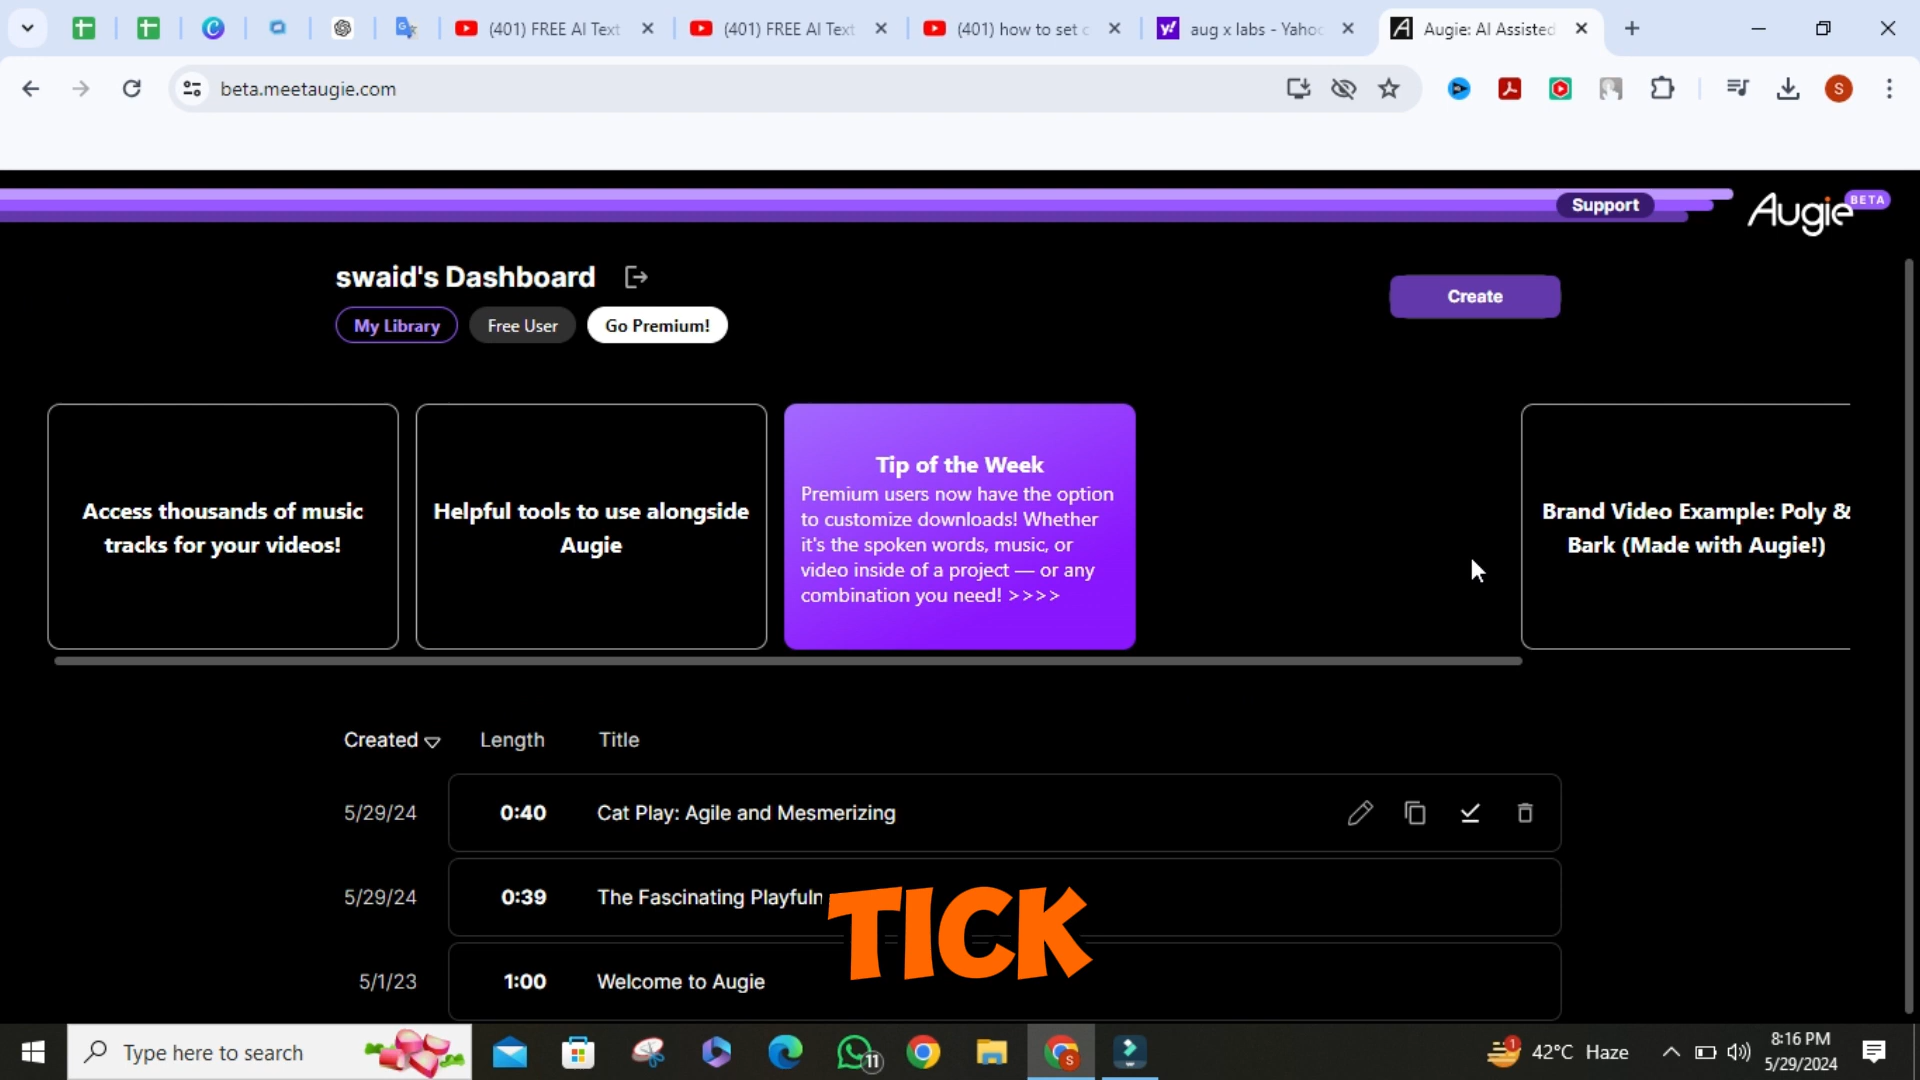 (401) FREE AI Text
(401) FREE AI Text
(401) how to set c
aug x labs - Yahoo
Augie: AI Assisted
beta.meetaugie.com
S
Support
Augie BETA
swaid's Dashboard
My Library
Free User
Go Premium!
Create
Access thousands of music
tracks for your videos!
Helpful tools to use alongside
Augie
Tip of the Week
Premium users now have the option
to customize downloads! Whether
it's the spoken words, music, or
video inside of a project — or any
combination you need! >>>>
Brand Video Example: Poly &
Bark (Made with Augie!)
Created
Length
Title
5/29/24
0:40
Cat Play: Agile and Mesmerizing
5/29/24
0:39
The Fascinating Playfuln
TICK
5/1/23
1:00
Welcome to Augie
Type here to search
11
S
1
42°C Haze
8:16 PM
5/29/2024